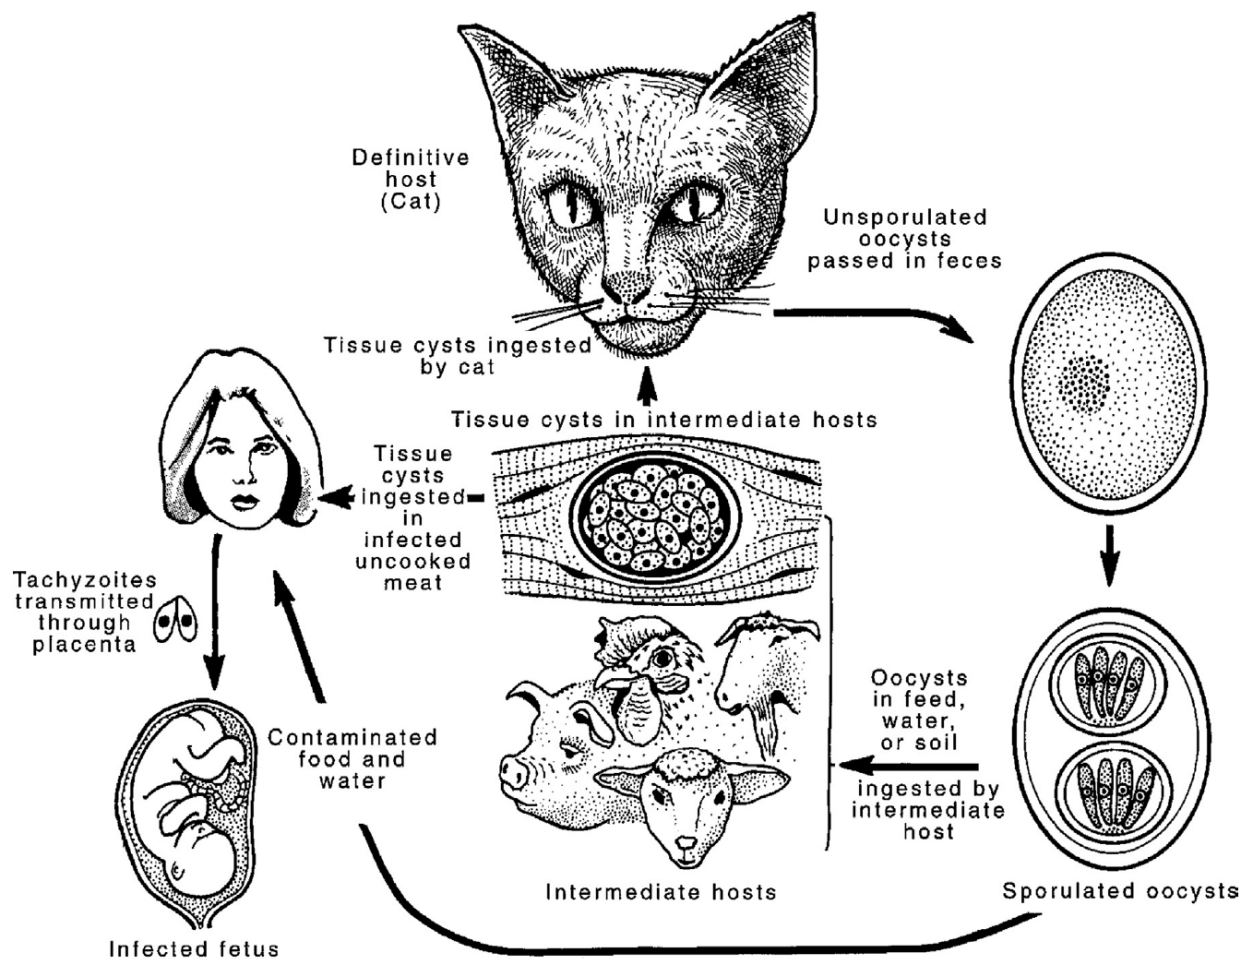 Definitive
host
(Cat)
Unsporulated
oocysts
passed in feces
Tissue cysts ingested
by cat
Tissue cysts in intermediate hosts
Tissue
cysts
ingested
in
infected
uncooked
meat
Tachyzoites
transmitted
through
placenta
Contaminated
food and
water
Oocysts
in feed,
water,
or soil
ingested by
intermediate
host
Intermediate hosts
Sporulated oocysts
Infected fetus